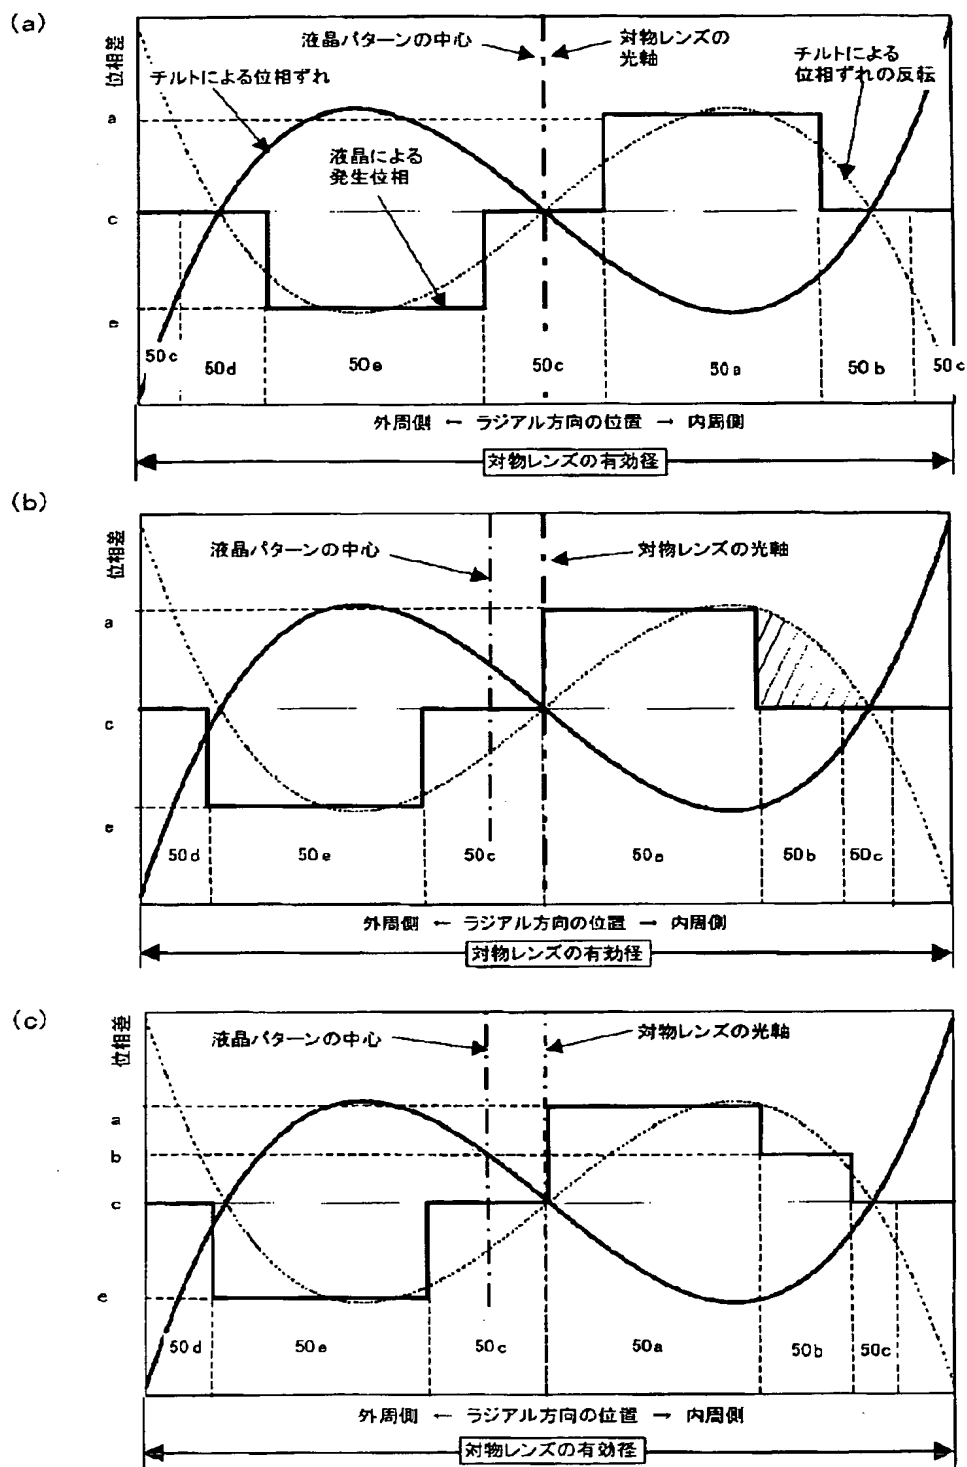 (a)
位相差
液晶パターンの中心
対物レンズの
光軸
チルトによる位相ずれ
チルトによる
位相ずれの反転
液晶による
発生位相
a
c
e
50c
50d
50e
50c
50a
50b
50c
外周側 ← ラジアル方向の位置 → 内周側
対物レンズの有効径
(b)
位相差
液晶パターンの中心
対物レンズの光軸
a
c
e
50d
50e
50c
50a
50b
50c
外周側 ← ラジアル方向の位置 → 内周側
対物レンズの有効径
(c)
位相差
液晶パターンの中心
対物レンズの光軸
a
b
c
e
50d
50e
50c
50a
50b
50c
外周側 ← ラジアル方向の位置 → 内周側
対物レンズの有効径